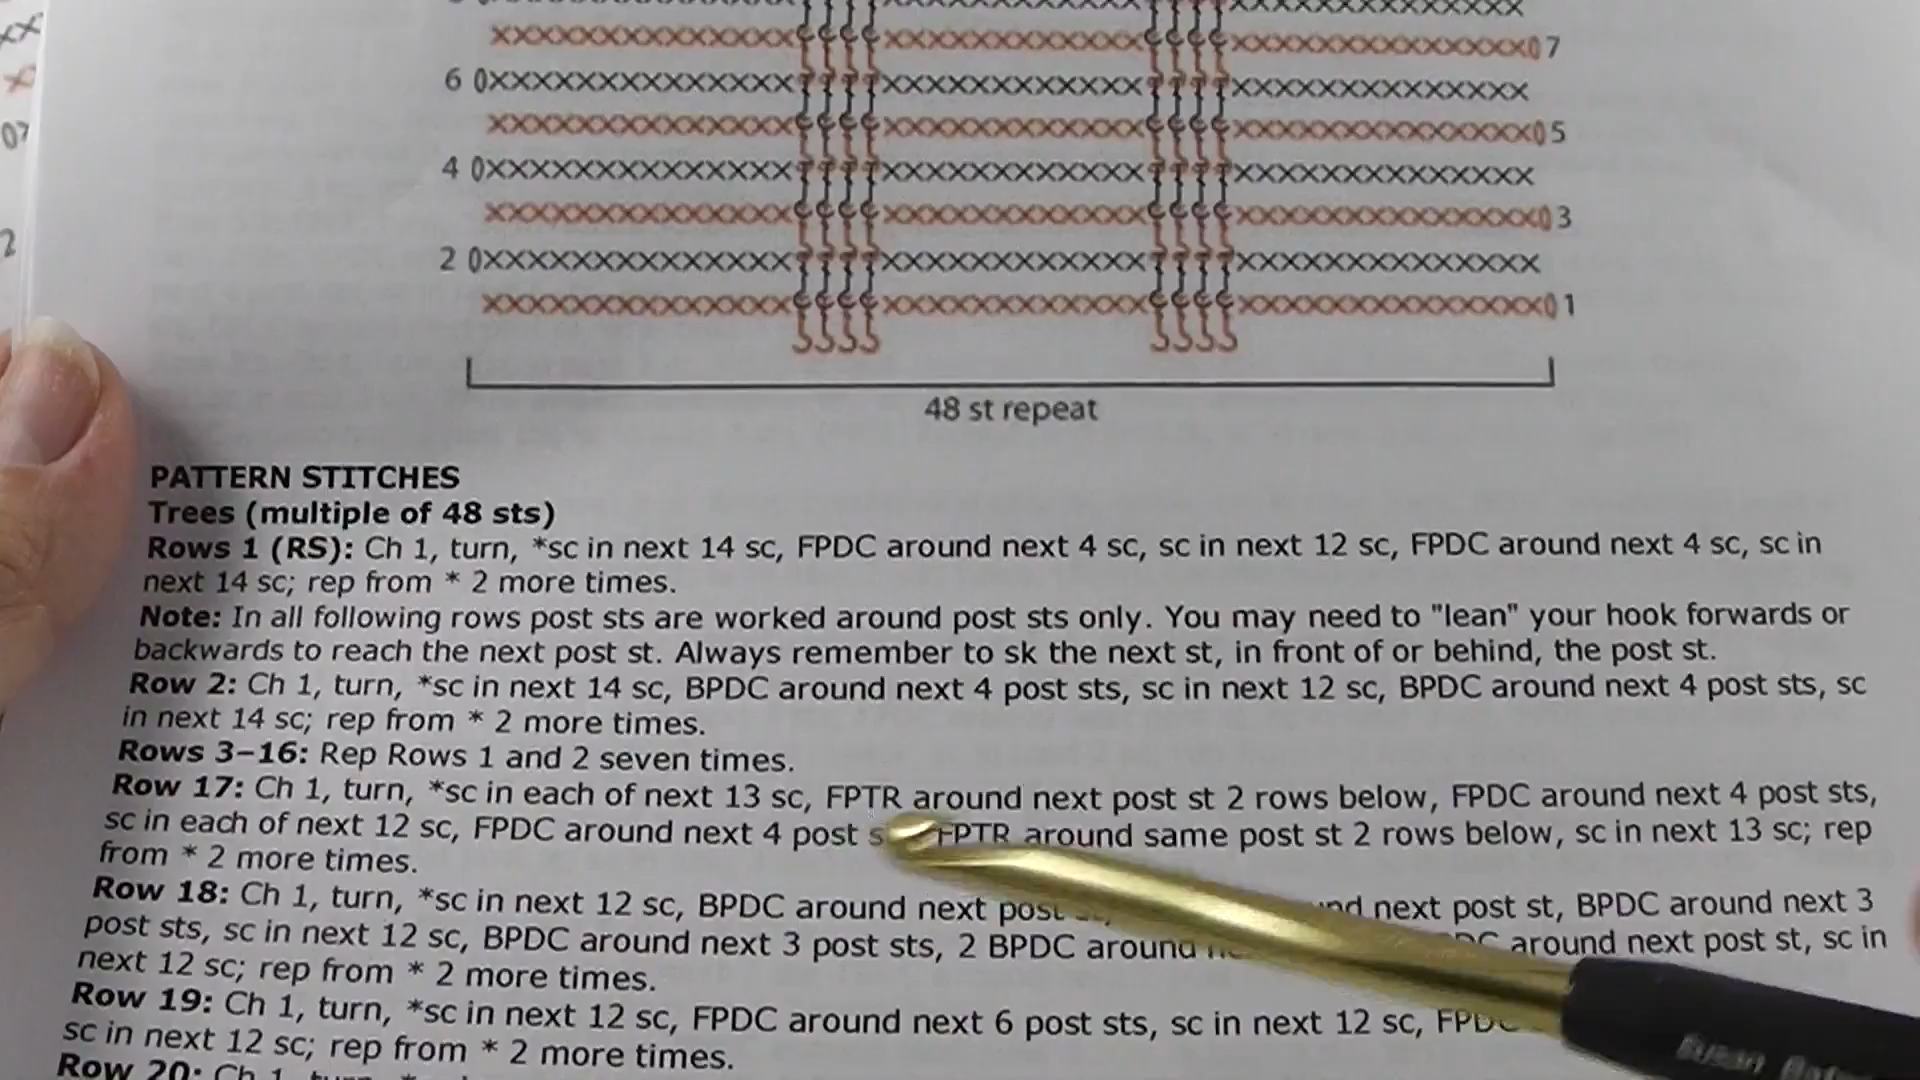 7
6
5
4
3
2
1
48 st repeat
PATTERN STITCHES
Trees (multiple of 48 sts)
Rows 1 (RS): Ch 1, turn, *sc in next 14 sc, FPDC around next 4 sc, sc in next 12 sc, FPDC around next 4 sc, sc in
next 14 sc; rep from * 2 more times.
Note: In all following rows post sts are worked around post sts only. You may need to "lean" your hook forwards or
backwards to reach the next post st. Always remember to sk the next st, in front of or behind, the post st.
Row 2: Ch 1, turn, *sc in next 14 sc, BPDC around next 4 post sts, sc in next 12 sc, BPDC around next 4 post sts, sc
in next 14 sc; rep from * 2 more times.
Rows 3–16: Rep Rows 1 and 2 seven times.
Row 17: Ch 1, turn, *sc in each of next 13 sc, FPTR around next post st 2 rows below, FPDC around next 4 post sts,
sc in each of next 12 sc, FPDC around next 4 post FPTR around same post st 2 rows below, sc in next 13 sc; rep
from * 2 more times.
Row 18: Ch 1, turn, *sc in next 12 sc, BPDC around next post next post st, BPDC around next 3
post sts, sc in next 12 sc, BPDC around next 3 post sts, 2 BPDC around around next post st, sc in
next 12 sc; rep from * 2 more times.
Row 19: Ch 1, turn, *sc in next 12 sc, FPDC around next 6 post sts, sc in next 12 sc, FPDC
sc in next 12 sc; rep from * 2 more times.
Row 20: Ch 1, turn,
Susan